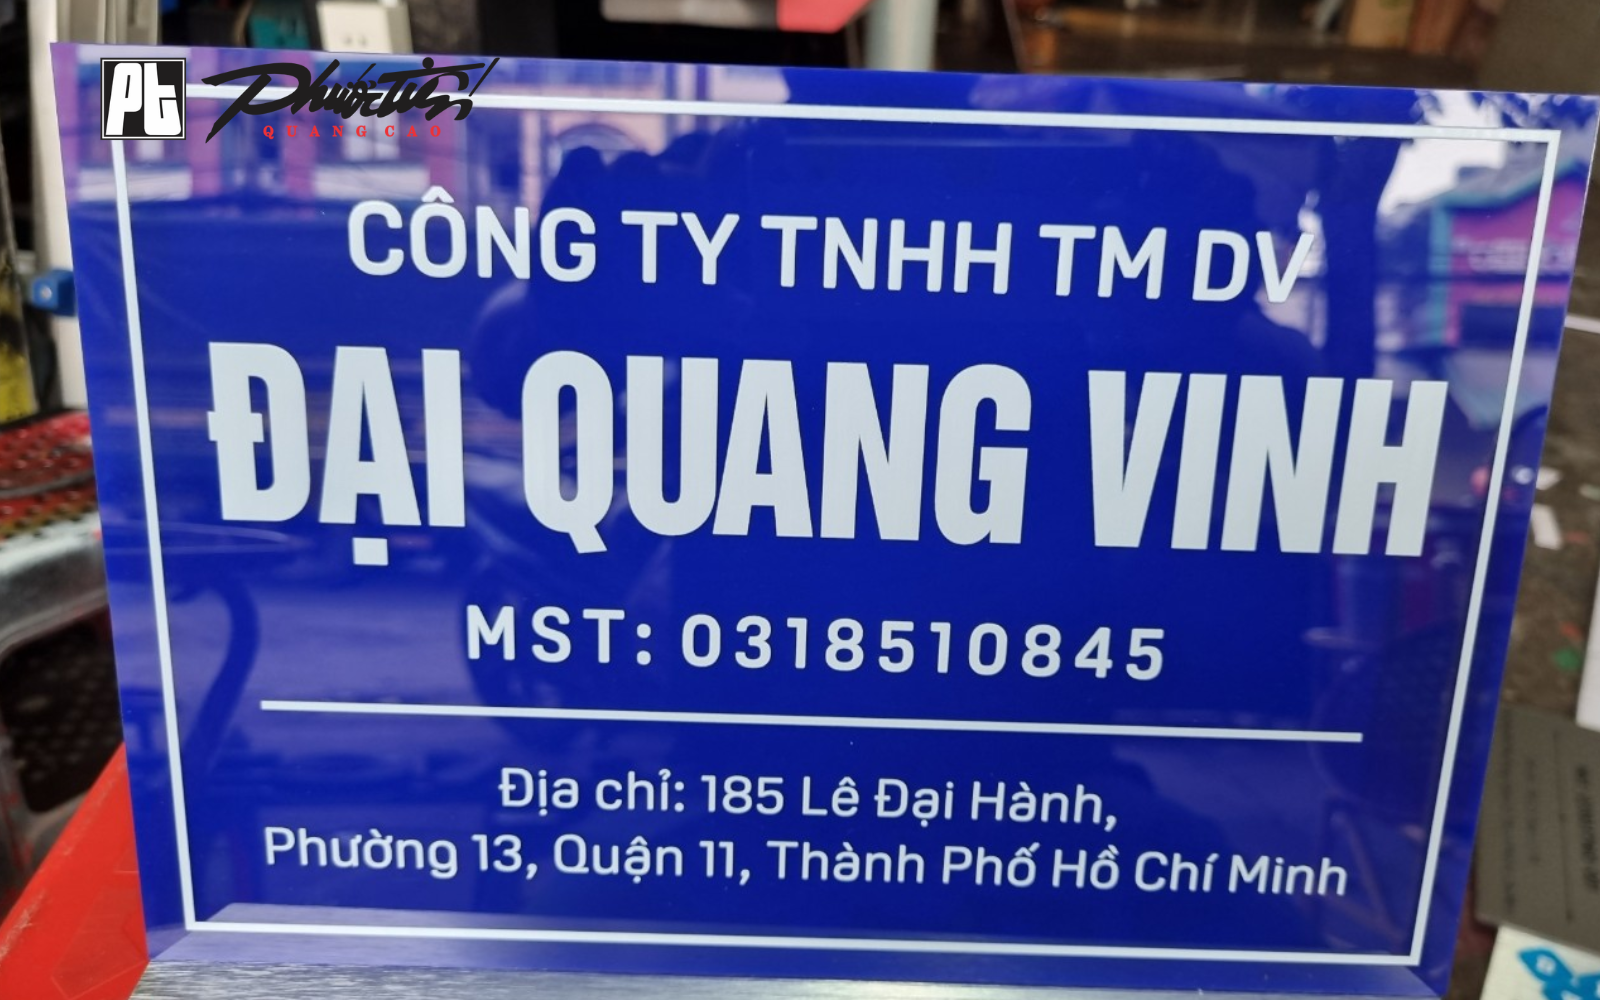 Pt Phước Tiến
QUANG CAO
CÔNG TY TNHH TM DV
ĐẠI QUANG VINH
MST: 0318510845
Địa chỉ: 185 Lê Đại Hành,
Phường 13, Quận 11, Thành Phố Hồ Chí Minh